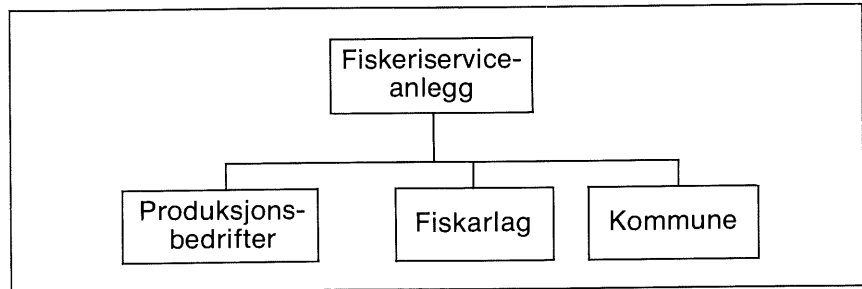 Fiskeriservice-
anlegg
Produksjons-
bedrifter
Fiskarlag
Kommune